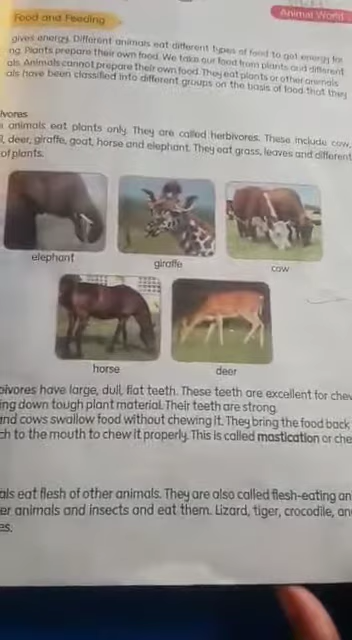 Food and Feeding
Animal World
gives energy. Different animals eat different types of food to get energy for
ng. Plants prepare their own food. We take our food from plants and different
als. Animals cannot prepare their own food. They eat plants or other animals
als have been classified into different groups on the basis of food that they
ivores
animals eat plants only. They are called herbivores. These include cow,
deer, giraffe, goat, horse and elephant. They eat grass, leaves and different
of plants.
elephant
giraffe
cow
horse
deer
bivores have large, dull, flat teeth. These teeth are excellent for chew
ing down tough plant material. Their teeth are strong.
and cows swallow food without chewing it. They bring the food back
ch to the mouth to chew it properly. This is called mastication or che
als eat flesh of other animals. They are also called flesh-eating an
er animals and insects and eat them. Lizard, tiger, crocodile, an
es.